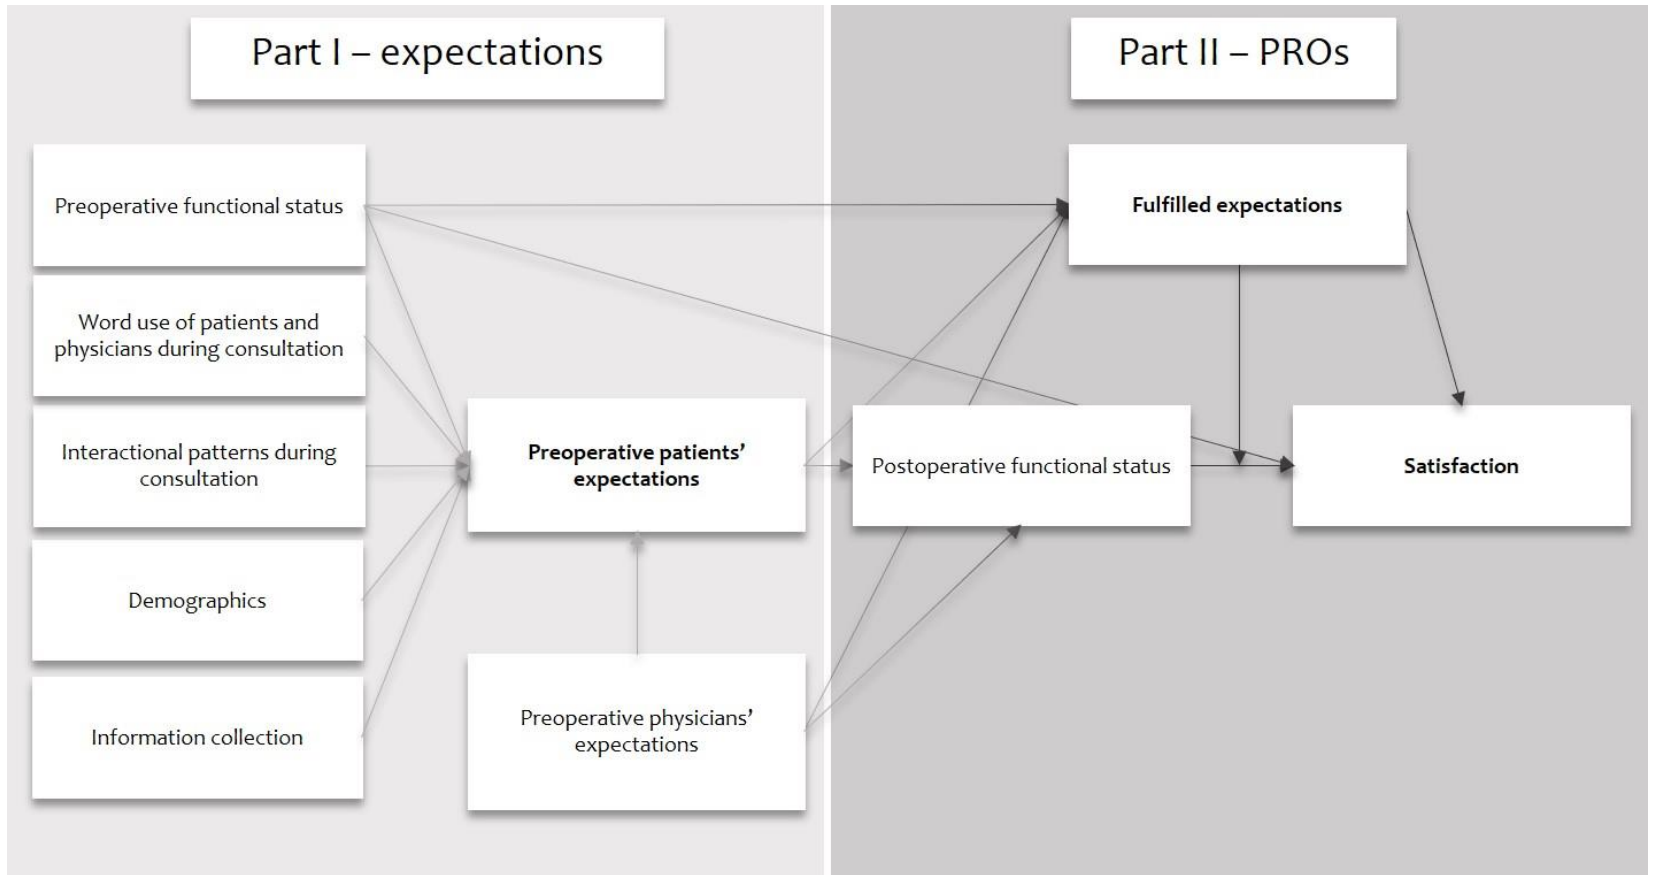 Part I – expectations
Part II – PROs
Preoperative functional status
Fulfilled expectations
Word use of patients and
physicians during consultation
Interactional patterns during
consultation
Preoperative patients’
expectations
Postoperative functional status
Satisfaction
Demographics
Information collection
Preoperative physicians’
expectations